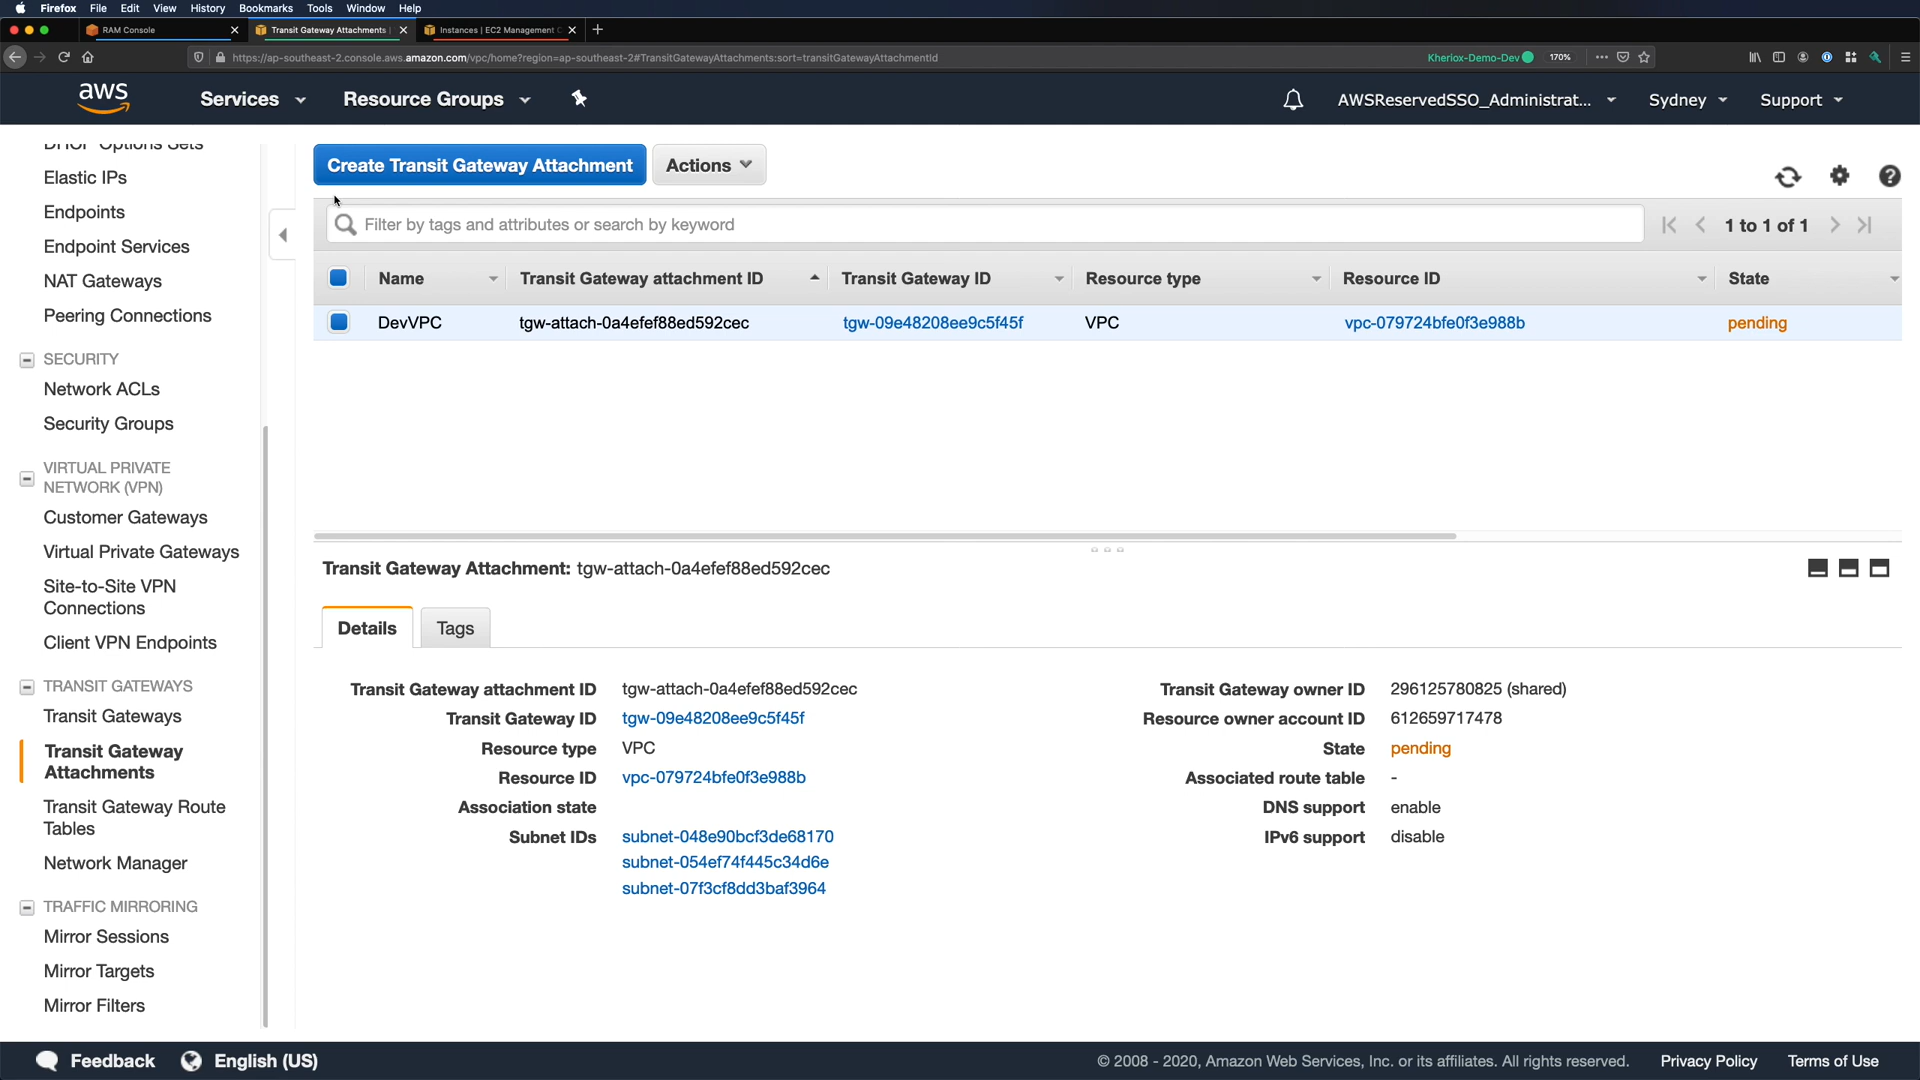 Firefox File Edit View History Bookmarks Tools Window Help
RAM Console
Transit Gateway Attachments |
Instances | EC2 Management C
https://ap-southeast-2.console.aws.amazon.com/vpc/home?region=ap-southeast-2#TransitGatewayAttachments:sort=transitGatewayAttachmentId
Kheriox-Demo-Dev 170%
aws Services Resource Groups AWSReservedSSO_Administrat... Sydney Support
DHCP Options Sets
Elastic IPs
Endpoints
Endpoint Services
NAT Gateways
Peering Connections
SECURITY
Network ACLs
Security Groups
VIRTUAL PRIVATE
NETWORK (VPN)
Customer Gateways
Virtual Private Gateways
Site-to-Site VPN
Connections
Client VPN Endpoints
TRANSIT GATEWAYS
Transit Gateways
Transit Gateway
Attachments
Transit Gateway Route
Tables
Network Manager
TRAFFIC MIRRORING
Mirror Sessions
Mirror Targets
Mirror Filters
Create Transit Gateway Attachment Actions
Filter by tags and attributes or search by keyword 1 to 1 of 1
Name Transit Gateway attachment ID Transit Gateway ID Resource type Resource ID State
DevVPC tgw-attach-0a4efef88ed592cec tgw-09e48208ee9c5f45f VPC vpc-079724bfe0f3e988b pending
Transit Gateway Attachment: tgw-attach-0a4efef88ed592cec
Details Tags
Transit Gateway attachment ID tgw-attach-0a4efef88ed592cec
Transit Gateway ID tgw-09e48208ee9c5f45f
Resource type VPC
Resource ID vpc-079724bfe0f3e988b
Association state
Subnet IDs subnet-048e90bcf3de68170
subnet-054ef74f445c34d6e
subnet-07f3cf8dd3baf3964
Transit Gateway owner ID 296125780825 (shared)
Resource owner account ID 612659717478
State pending
Associated route table -
DNS support enable
IPv6 support disable
Feedback English (US) © 2008 - 2020, Amazon Web Services, Inc. or its affiliates. All rights reserved. Privacy Policy Terms of Use